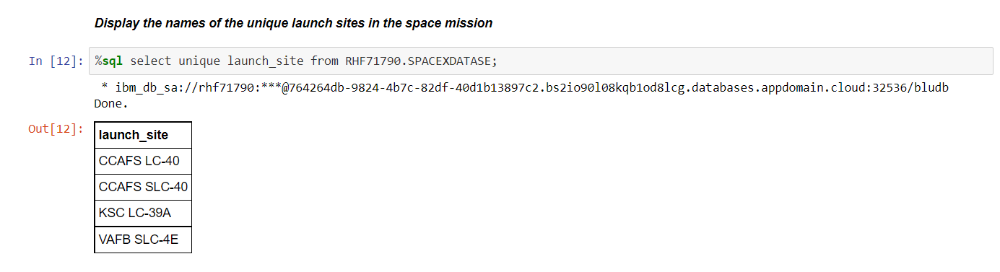 Display the names of the unique launch sites in the space mission
In [12]: %sql select unique launch_site from RHF71790.SPACEXDATASE;
* ibm_db_sa://rhf71790:***@764264db-9824-4b7c-82df-40d1b13897c2.bs2io90l08kqb1od8lcg.databases.appdomain.cloud:32536/bludb
Done.
Out[12]: launch_site
CCAFS LC-40
CCAFS SLC-40
KSC LC-39A
VAFB SLC-4E